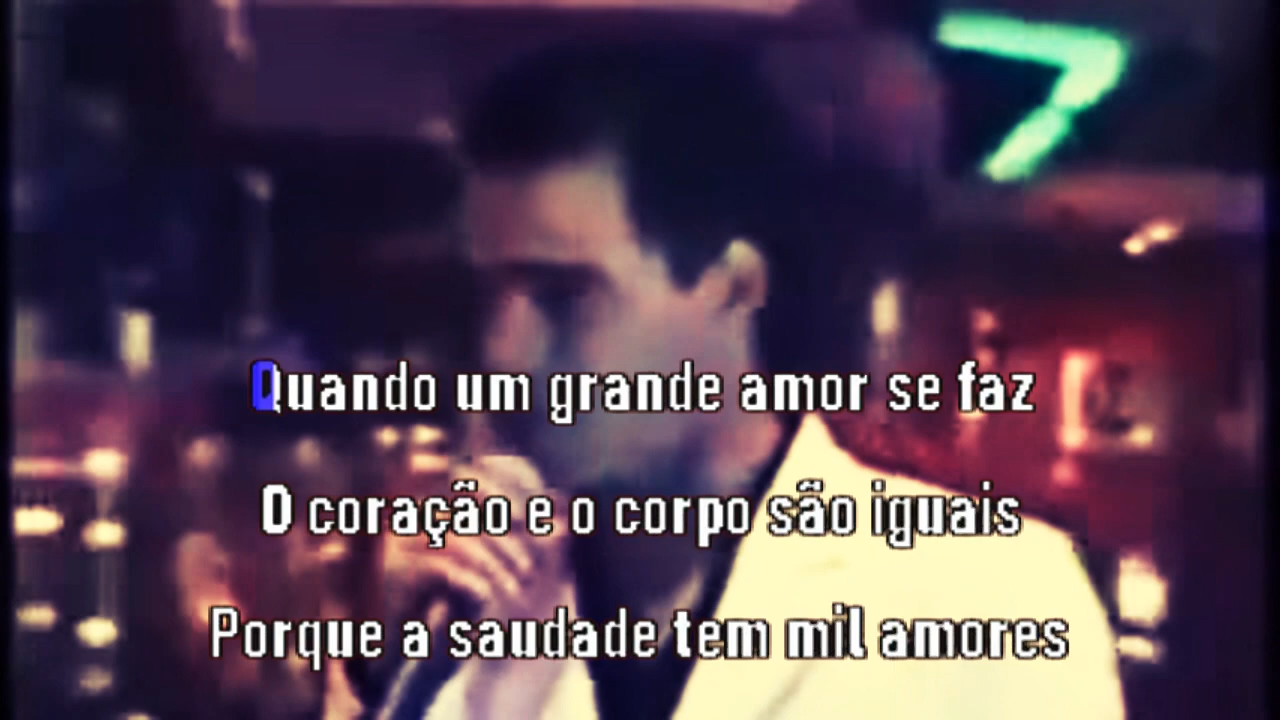 Quando um grande amor se faz
O coração e o corpo são iguais
Porque a saudade tem mil amores